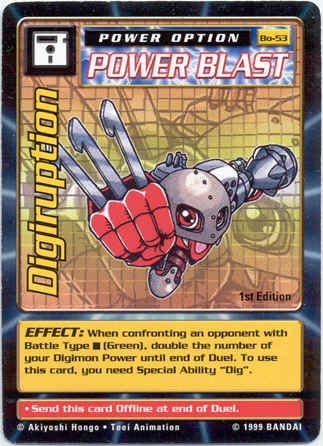 POWER OPTION
Bo-53
POWER BLAST
Digiruption
1st Edition
EFFECT: When confronting an opponent with
Battle Type ■ (Green), double the number of
your Digimon Power until end of Duel. To use
this card, you need Special Ability "Dig".
• Send this card Offline at end of Duel.
© Akiyoshi Hongo • Toei Animation © 1999 BANDAI